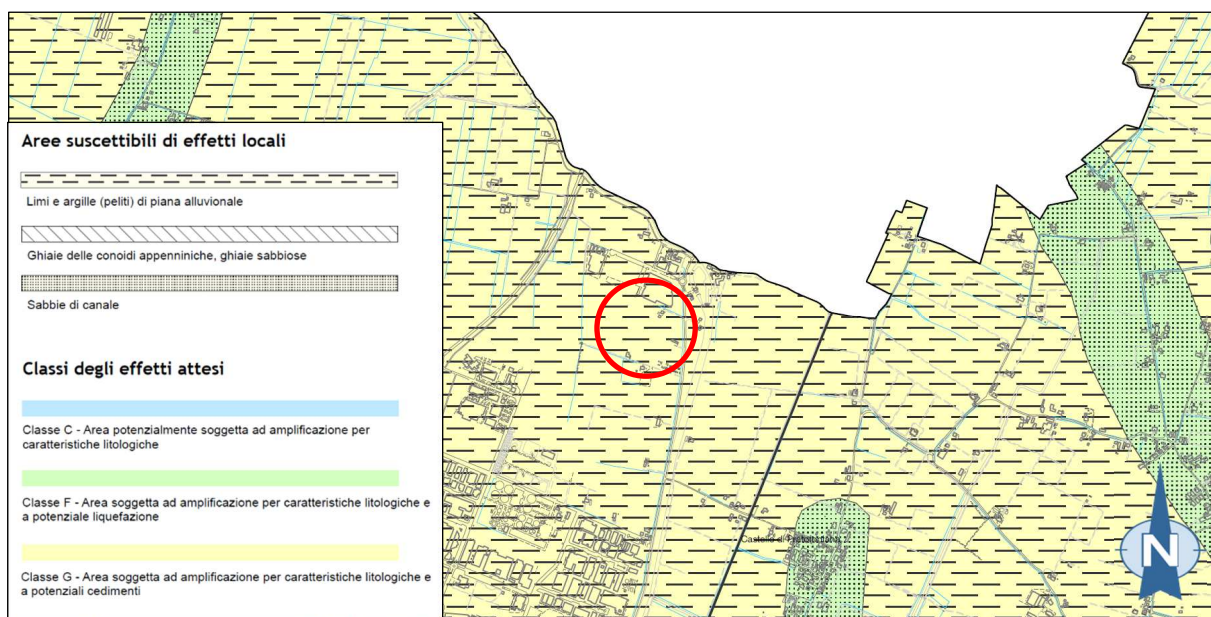 Aree suscettibili di effetti locali
Limi e argille (peliti) di piana alluvionale
Ghiaie delle conoidi appenniniche, ghiaie sabbiose
Sabbie di canale
Classi degli effetti attesi
Classe C - Area potenzialmente soggetta ad amplificazione per
caratteristiche litologiche
Classe F - Area soggetta ad amplificazione per caratteristiche litologiche e
a potenziale liquefazione
Classe G - Area soggetta ad amplificazione per caratteristiche litologiche e
a potenziali cedimenti
Castello di
N